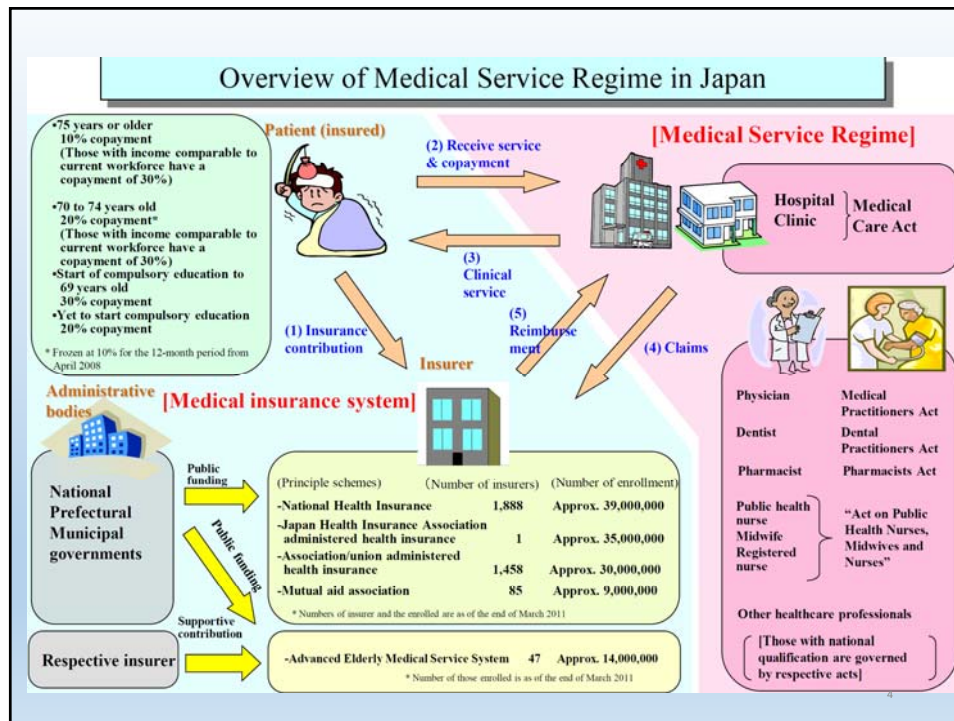 Overview of Medical Service Regime in Japan
•75 years or older
10% copayment
(Those with income comparable to
current workforce have a
copayment of 30%)
•70 to 74 years old
20% copayment*
(Those with income comparable to
current workforce have a
copayment of 30%)
•Start of compulsory education to
69 years old
30% copayment
•Yet to start compulsory education
20% copayment
* Frozen at 10% for the 12-month period from
April 2008
Patient (insured)
(2) Receive service
& copayment
(3)
Clinical
service
(1) Insurance
contribution
(5)
Reimburse
ment
(4) Claims
[Medical Service Regime]
Hospital
Clinic
Medical
Care Act
Physician
Medical
Practitioners Act
Dentist
Dental
Practitioners Act
Pharmacist
Pharmacists Act
Public health
nurse
Midwife
Registered
nurse
“Act on Public
Health Nurses,
Midwives and
Nurses”
Other healthcare professionals
[Those with national
qualification are governed
by respective acts]
Insurer
[Medical insurance system]
Administrative
bodies
National
Prefectural
Municipal
governments
Public
funding
Public funding
Supportive
contribution
Respective insurer
(Principle schemes) (Number of insurers) (Number of enrollment)
-National Health Insurance 1,888 Approx. 39,000,000
-Japan Health Insurance Association
administered health insurance 1 Approx. 35,000,000
-Association/union administered
health insurance 1,458 Approx. 30,000,000
-Mutual aid association 85 Approx. 9,000,000
* Numbers of insurer and the enrolled are as of the end of March 2011
-Advanced Elderly Medical Service System 47 Approx. 14,000,000
* Number of those enrolled is as of the end of March 2011
4